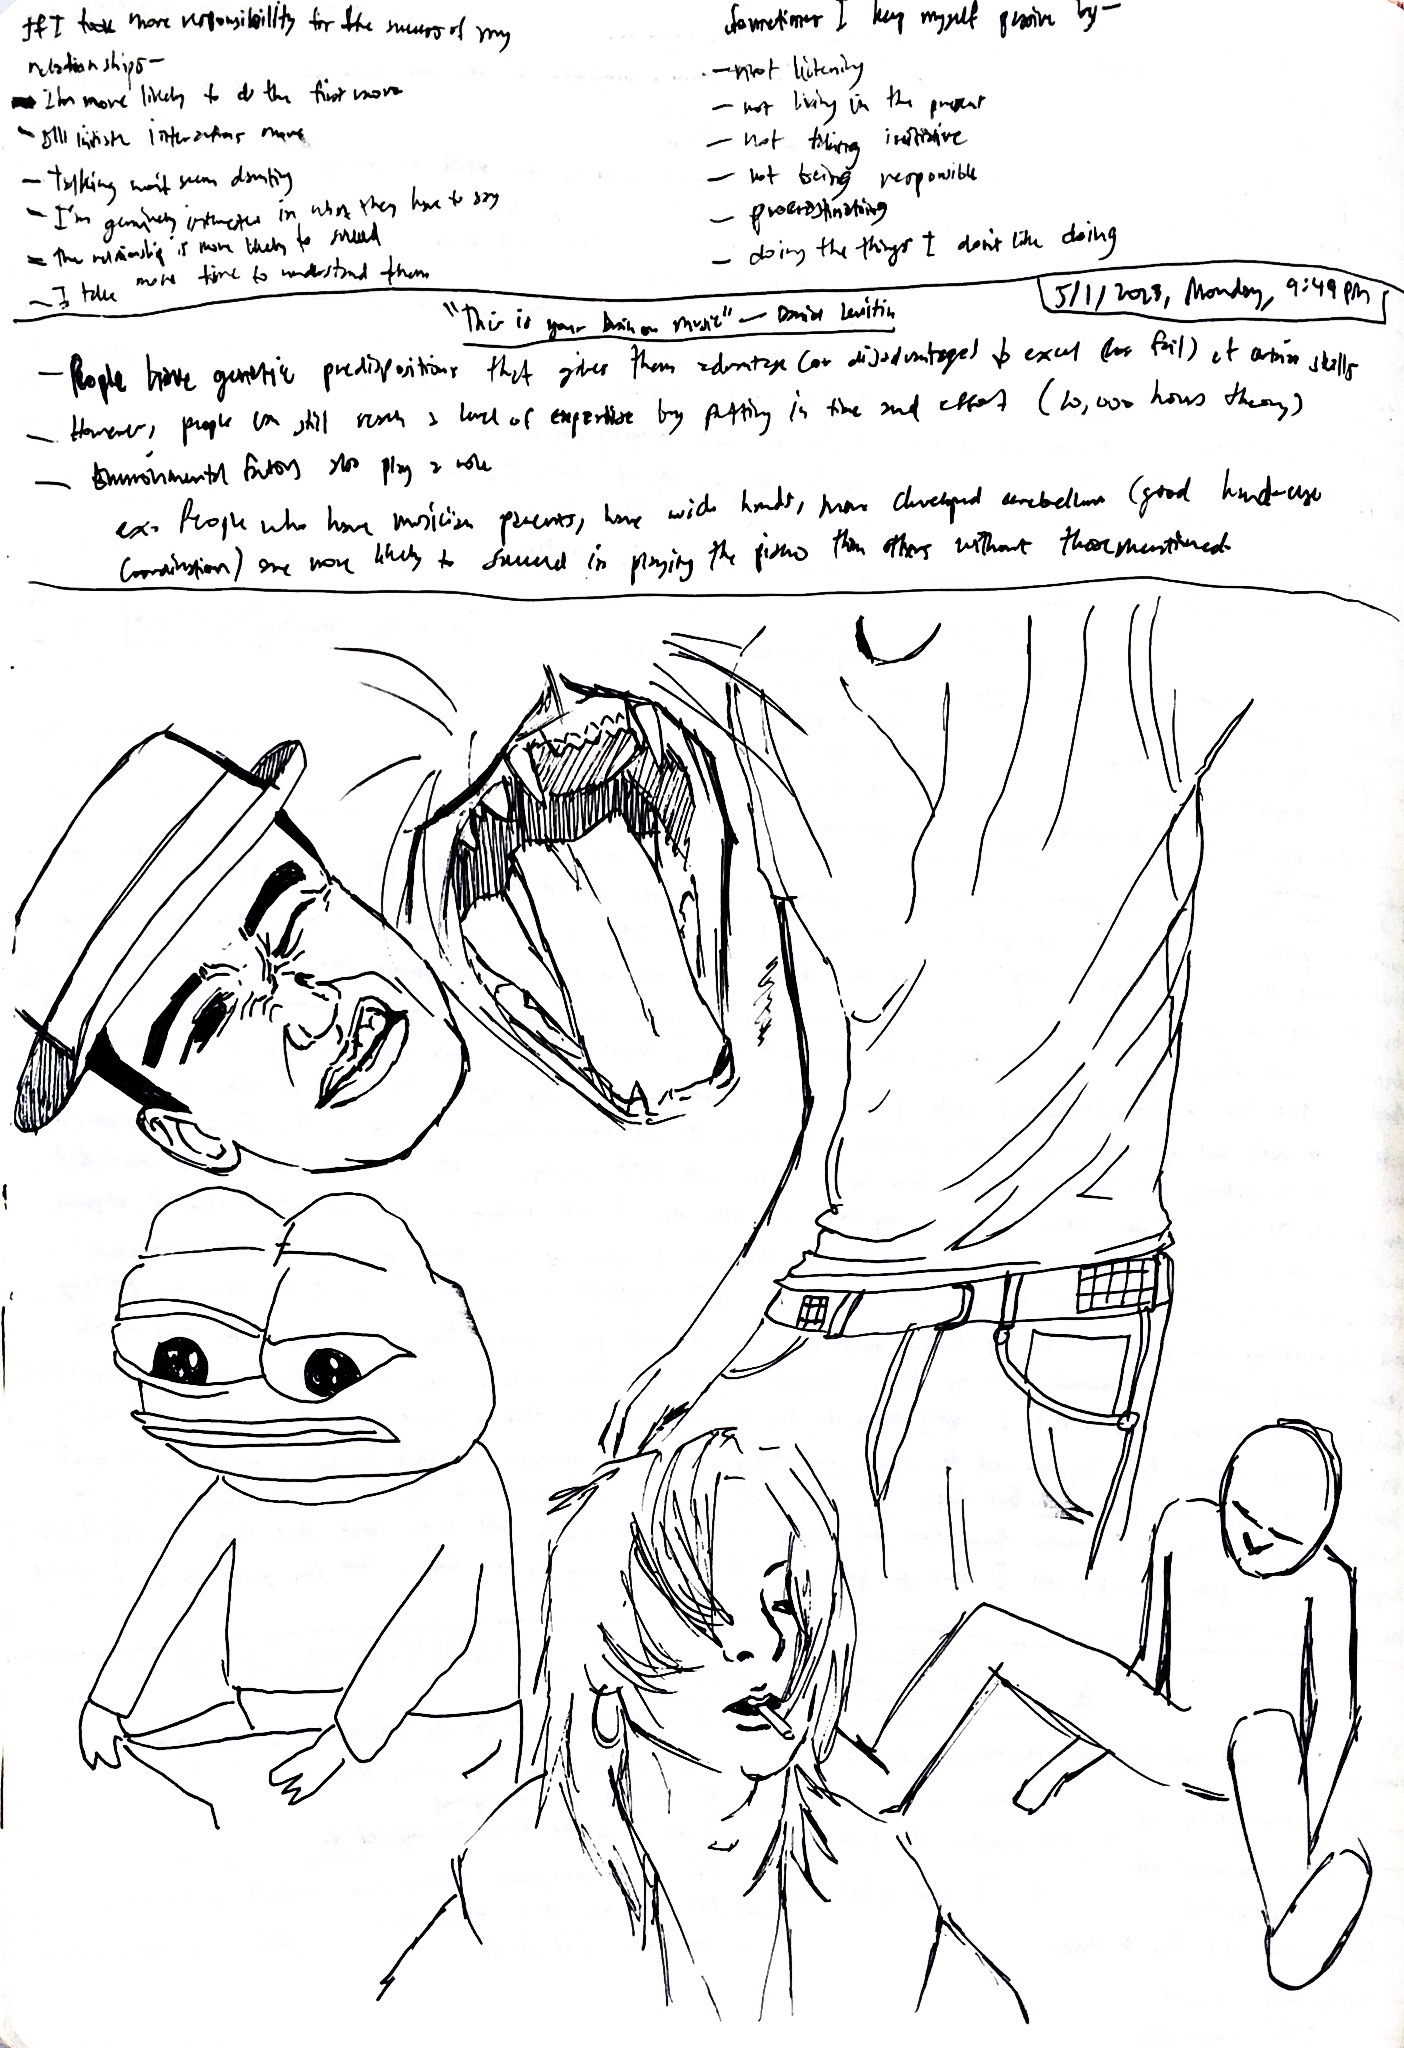 If I took more responsibility for the success of my
relationships—
- I'm more likely to do the first move
- I'll initiate interactions more
- Talking won't seem daunting
- I'm genuinely interested in what they have to say
- The relationship is more likely to succeed
- I take more time to understand them
Sometimes I keep myself passive by—
- not listening
- not living in the present
- not taking initiative
- not being responsible
- procrastinating
- doing the things I don't like doing
5/1/2023, Monday, 9:49 PM
"This is your brain on music" — Daniel Levitin
- People have genetic predispositions that gives them advantage (or disadvantages) to excel (or fail) at certain skills
- However, people can still reach a level of expertise by putting in time and effort (10,000 hours theory)
- Environmental factors also play a role
ex. People who have musician parents, have wide hands, more developed cerebellum (good hand-eye
coordination) are more likely to succeed in playing the piano than others without those mentioned.